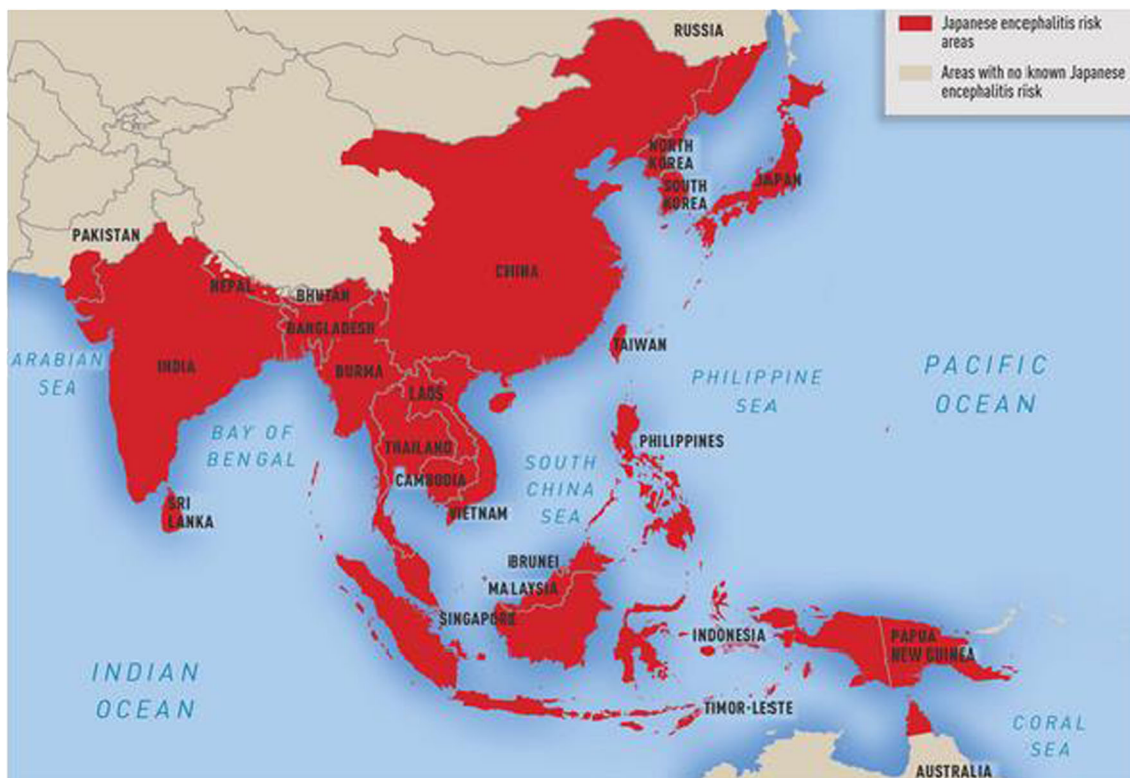 RUSSIA
Japanese encephalitis risk
areas
Areas with no known Japanese
encephalitis risk
NORTH
KOREA
SOUTH
KOREA
JAPAN
PAKISTAN
CHINA
NEPAL
BHUTAN
BANGLADESH
TAIWAN
ARABIAN
SEA
INDIA
BURMA
PHILIPPINE
SEA
PACIFIC
OCEAN
LAOS
BAY OF
BENGAL
THAILAND
PHILIPPINES
SOUTH
CHINA
SEA
CAMBODIA
SRI
LANKA
VIETNAM
BRUNEI
MALAYSIA
SINGAPORE
INDONESIA
PAPUA
NEW GUINEA
INDIAN
OCEAN
TIMOR-LESTE
CORAL
SEA
AUSTRALIA